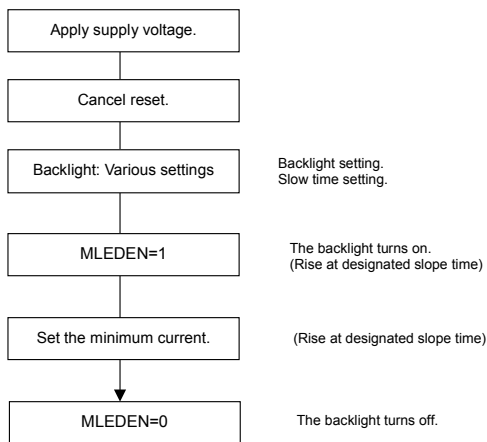 Apply supply voltage.
Cancel reset.
Backlight: Various settings
Backlight setting.
Slow time setting.
MLEDEN=1
The backlight turns on.
(Rise at designated slope time)
Set the minimum current.
(Rise at designated slope time)
MLEDEN=0
The backlight turns off.